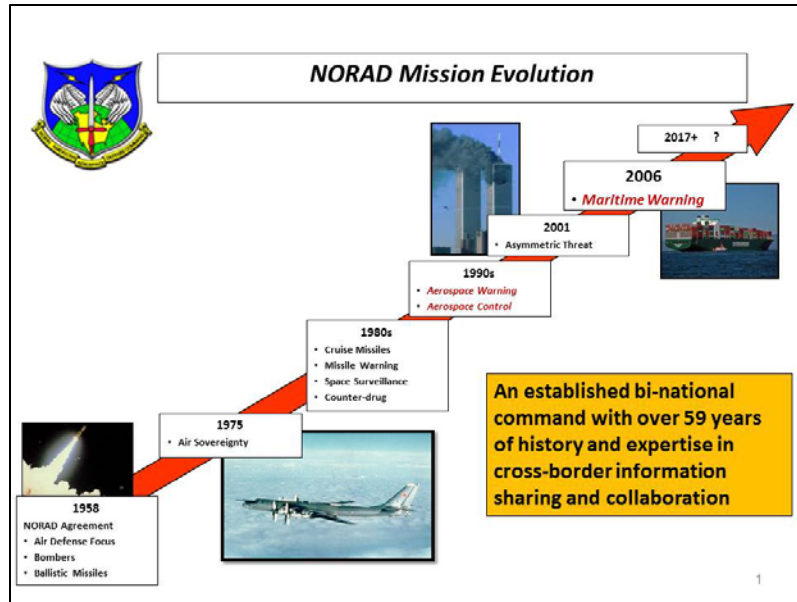 NORAD Mission Evolution
2017+ ?
2006
• Maritime Warning
2001
• Asymmetric Threat
1990s
• Aerospace Warning
• Aerospace Control
1980s
• Cruise Missiles
• Missile Warning
• Space Surveillance
• Counter-drug
1975
• Air Sovereignty
1958
NORAD Agreement
• Air Defense Focus
• Bombers
• Ballistic Missiles
An established bi-national
command with over 59 years
of history and expertise in
cross-border information
sharing and collaboration
1